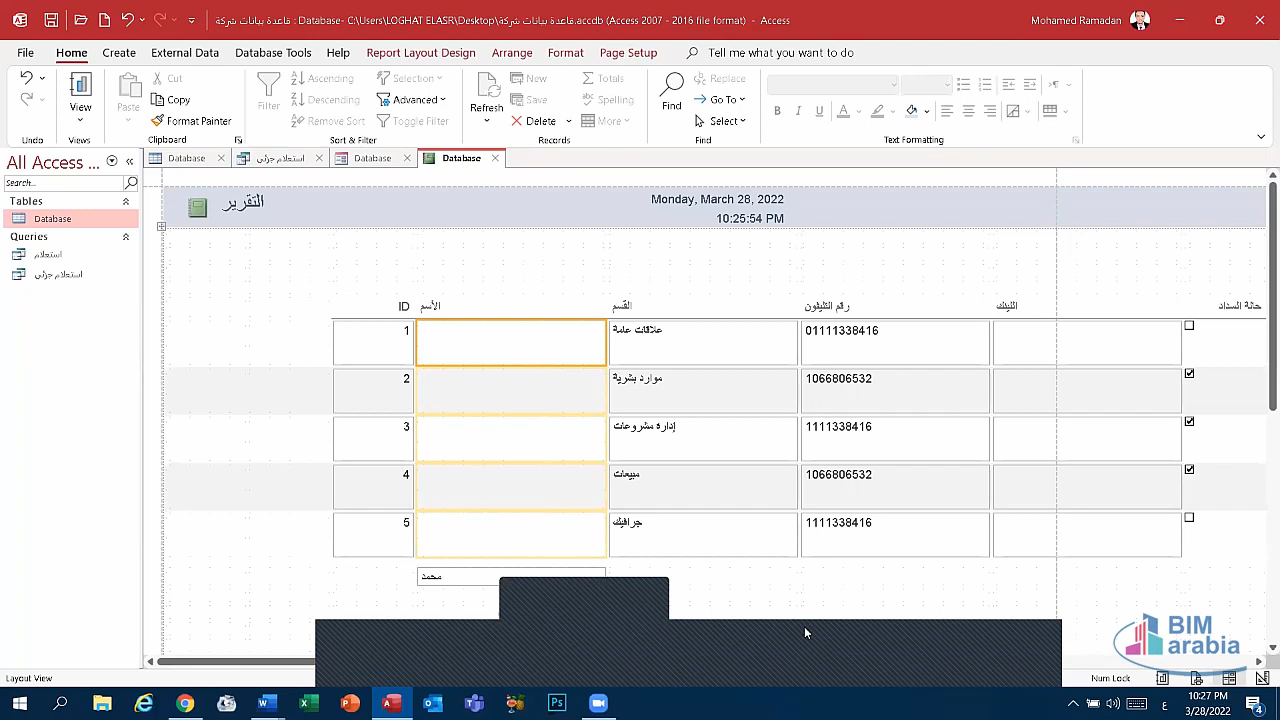 قاعدة بيانات شركة : Database- C:\Users\LOGHAT ELASR\Desktop\قاعدة بيانات شركة.accdb (Access 2007 - 2016 file format) - Access
Mohamed Ramadan
File Home Create External Data Database Tools Help Report Layout Design Arrange Format Page Setup Tell me what you want to do
Undo
View
Views
Paste
Cut
Copy
Format Painter
Clipboard
Filter
Ascending
Descending
Remove Sort
Selection
Advanced
Toggle Filter
Sort & Filter
Refresh
New
Save
Delete
Totals
Spelling
More
Records
Find
Replace
Go To
Select
Find
B I U A
Text Formatting
All Access ...
Search...
Tables
Database
Queries
استعلام
استعلام جزئى
Database استعلام جزئى Database Database
التقرير
Monday, March 28, 2022
10:25:54 PM
ID الأسم القسم رقم التليفون اللينك حالة السداد
1 علاقات عامة 01111338416
2 موارد بشرية 1066806532
3 إدارة مشروعات 1111338416
4 مبيعات 1066806532
5 جرافيك 1111338416
محمد
BIM
arabia
Layout View
Num Lock
10:27 PM
ع
3/28/2022
4